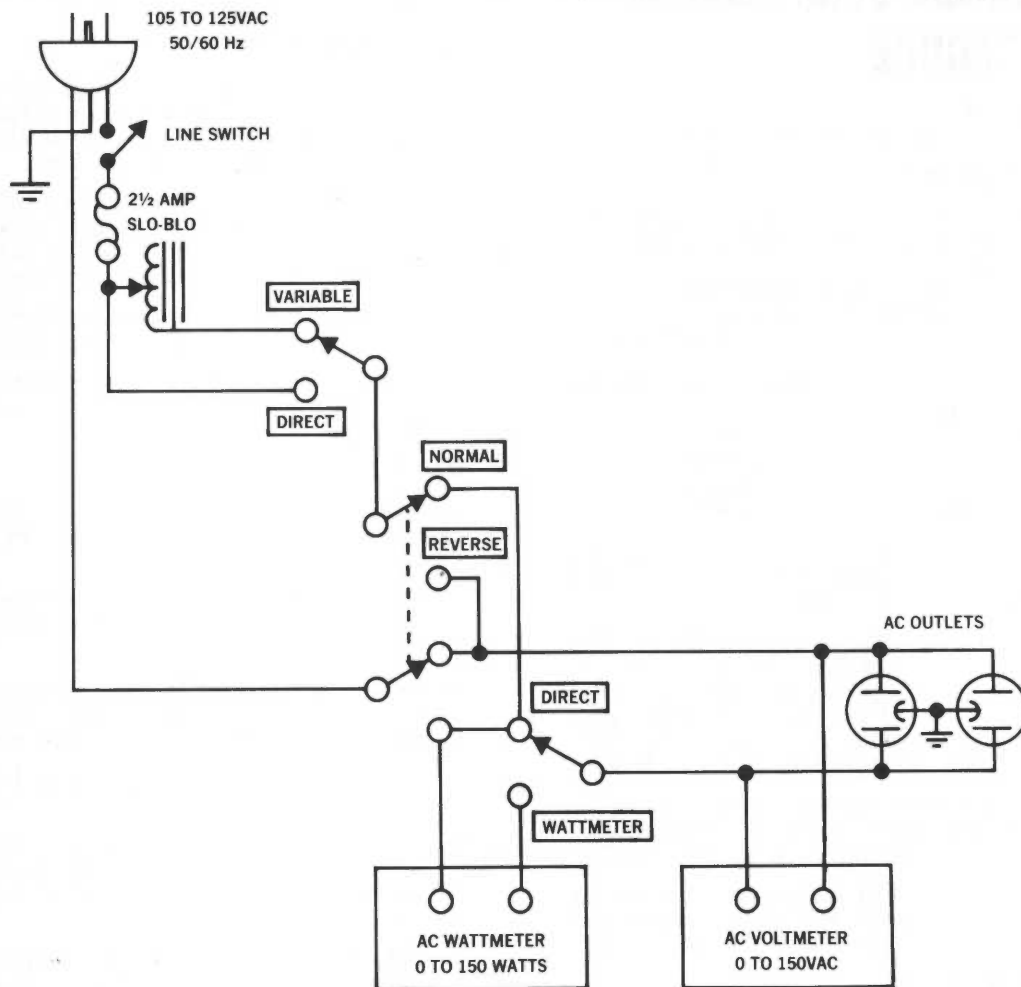 105 TO 125VAC
50/60 Hz
LINE SWITCH
2½ AMP
SLO-BLO
VARIABLE
DIRECT
NORMAL
REVERSE
AC OUTLETS
DIRECT
WATTMETER
AC WATTMETER
0 TO 150 WATTS
AC VOLTMETER
0 TO 150VAC